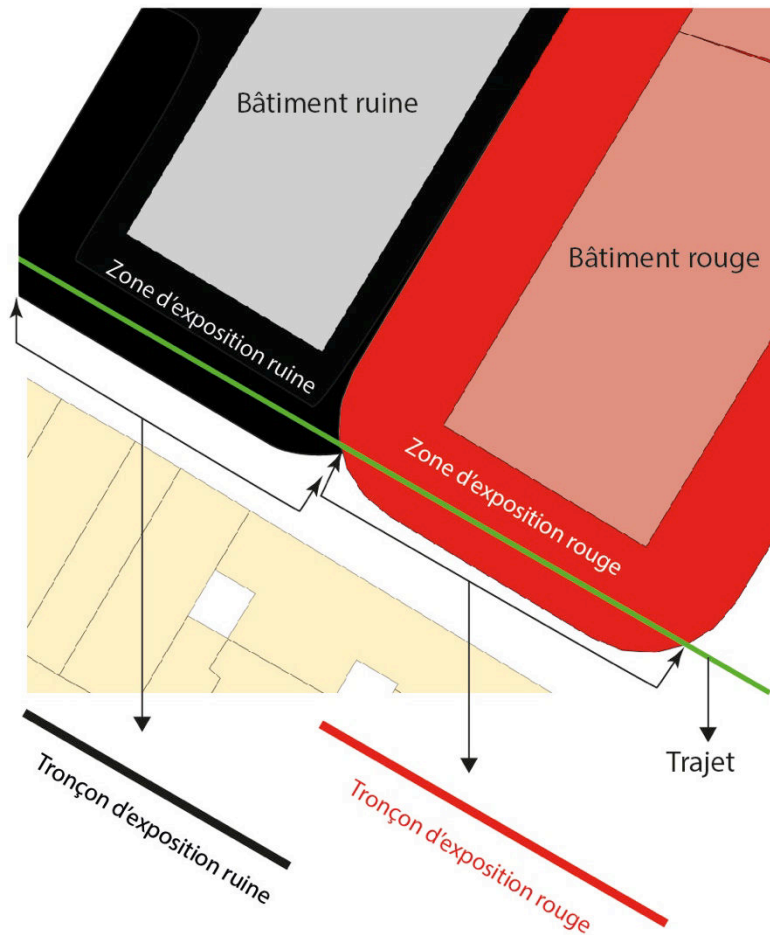 Bâtiment ruine
Bâtiment rouge
Zone d'exposition ruine
Zone d'exposition rouge
Trajet
Tronçon d'exposition ruine
Tronçon d'exposition rouge